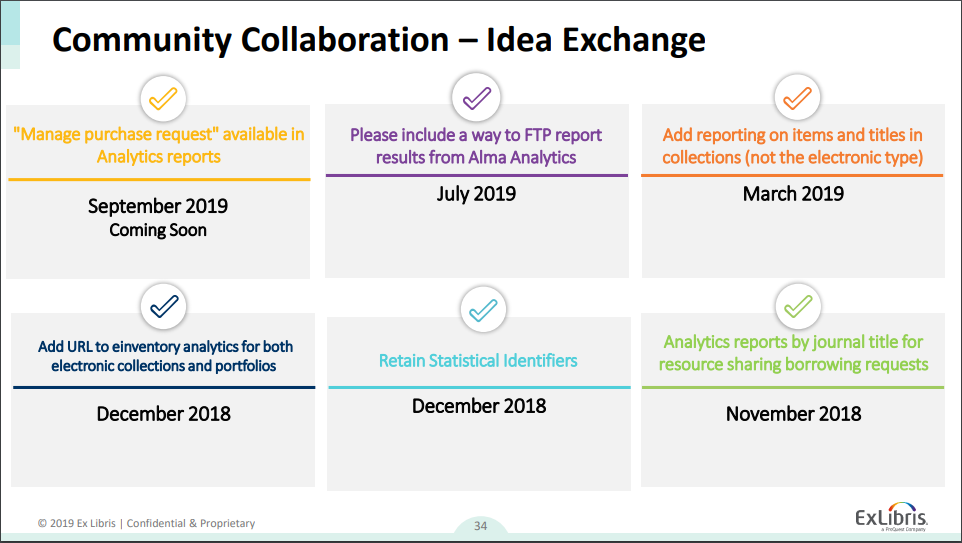 Community Collaboration – Idea Exchange
"Manage purchase request" available in
Analytics reports
September 2019
Coming Soon
Please include a way to FTP report
results from Alma Analytics
July 2019
Add reporting on items and titles in
collections (not the electronic type)
March 2019
Add URL to einventory analytics for both
electronic collections and portfolios
December 2018
Retain Statistical Identifiers
December 2018
Analytics reports by journal title for
resource sharing borrowing requests
November 2018
© 2019 Ex Libris | Confidential & Proprietary
34
ExLibris
a ProQuest Company